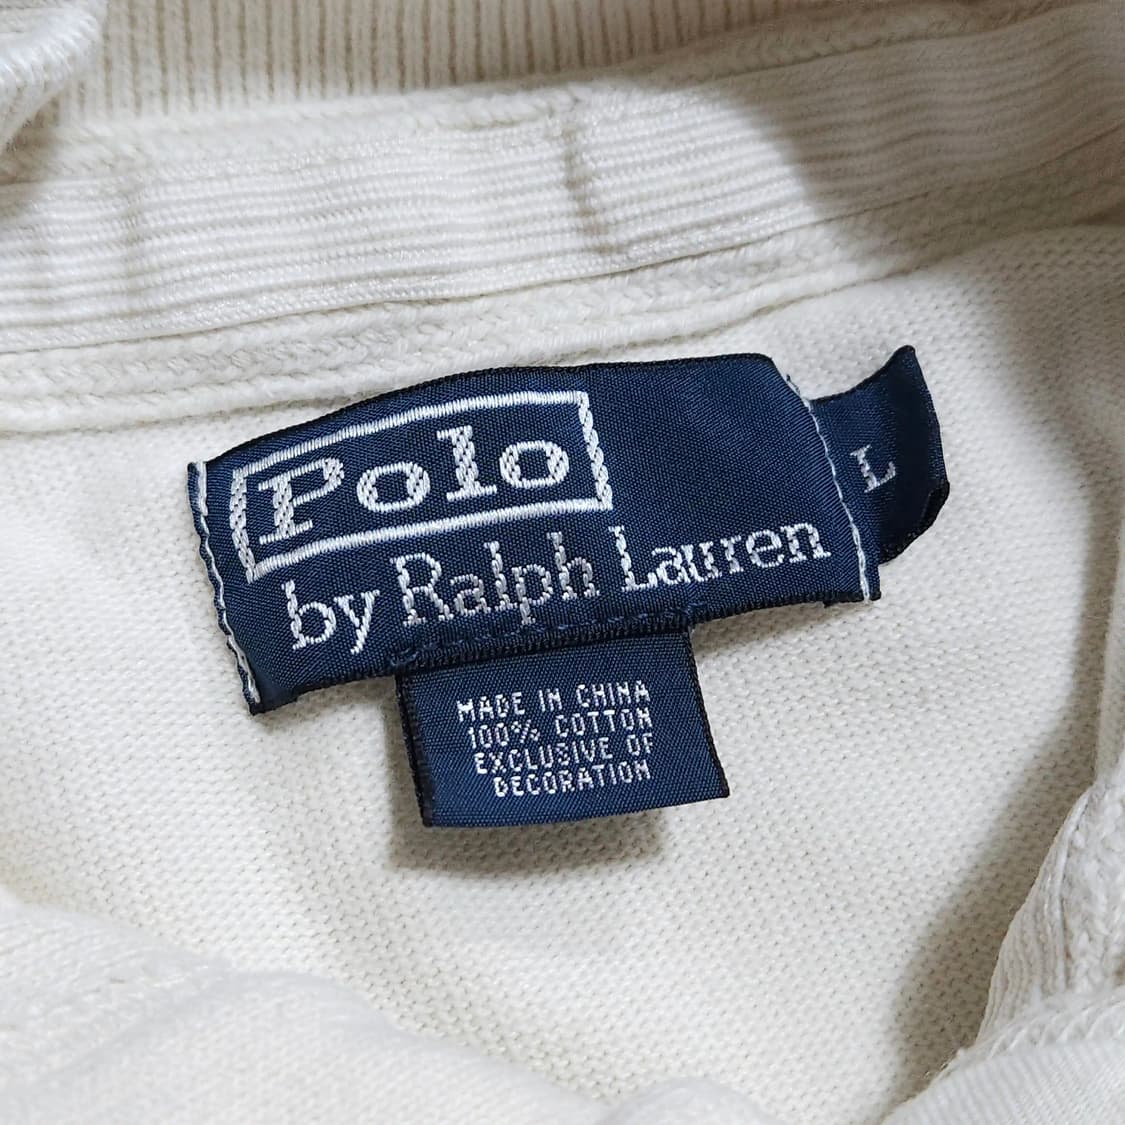 Polo
by Ralph Lauren
L
MADE IN CHINA
100% COTTON
EXCLUSIVE OF
DECORATION